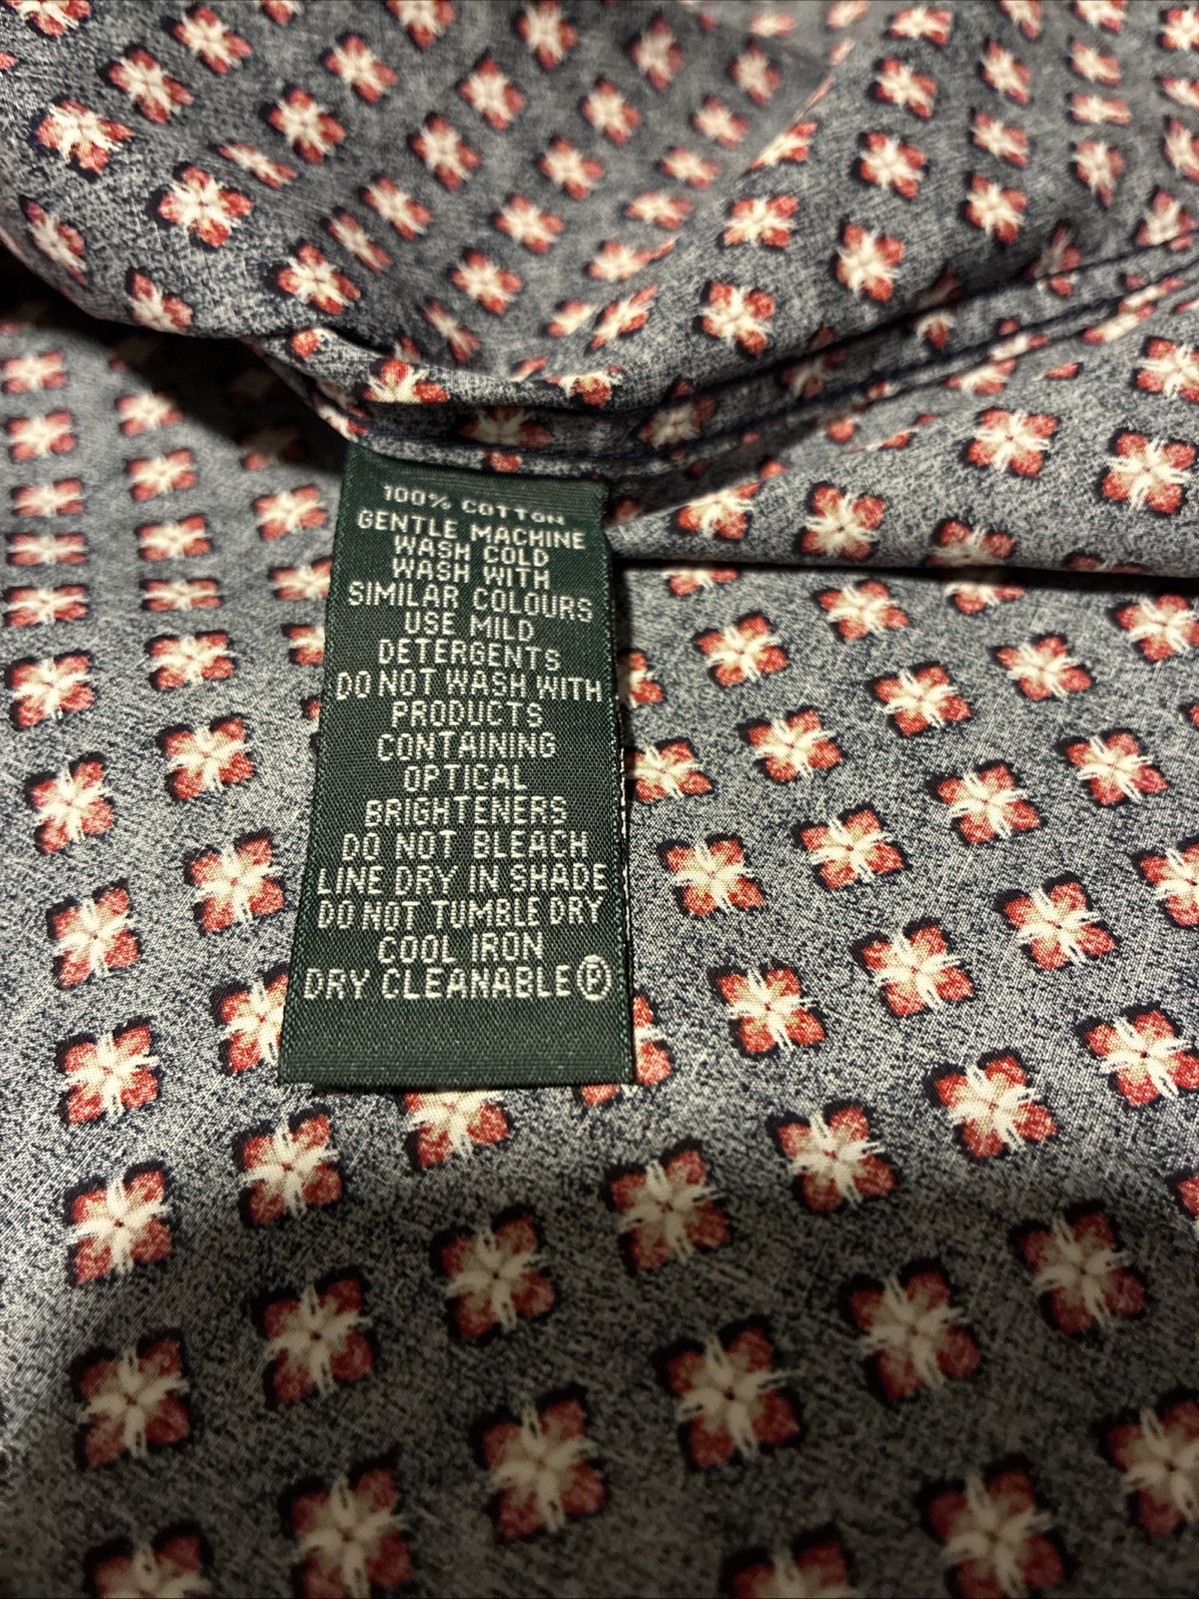 100% COTTON
GENTLE MACHINE
WASH COLD
WASH WITH
SIMILAR COLOURS
USE MILD
DETERGENTS
DO NOT WASH WITH
PRODUCTS
CONTAINING
OPTICAL
BRIGHTENERS
DO NOT BLEACH
LINE DRY IN SHADE
DO NOT TUMBLE DRY
COOL IRON
DRY CLEANABLE Ⓟ